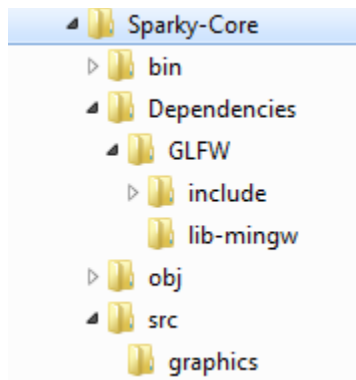 Sparky-Core
bin
Dependencies
GLFW
include
lib-mingw
obj
src
graphics